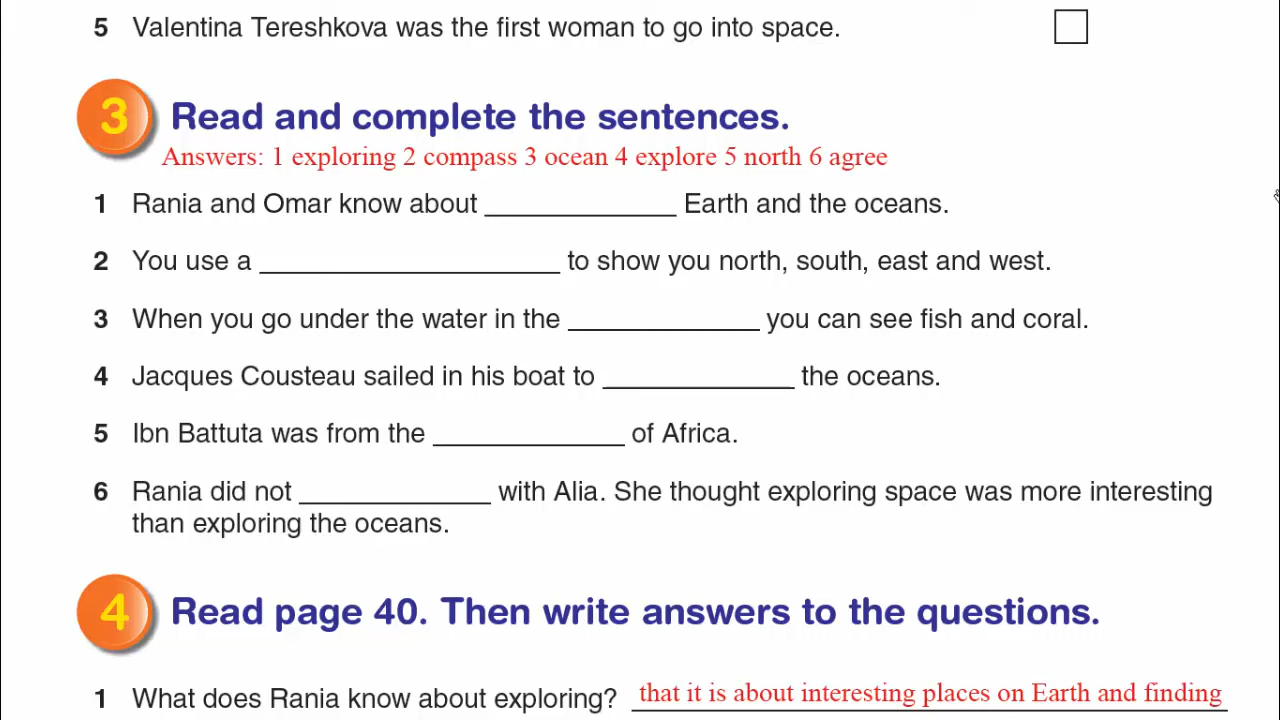 5 Valentina Tereshkova was the first woman to go into space.
3 Read and complete the sentences.
Answers: 1 exploring 2 compass 3 ocean 4 explore 5 north 6 agree
1 Rania and Omar know about _____________ Earth and the oceans.
2 You use a ____________________ to show you north, south, east and west.
3 When you go under the water in the _____________ you can see fish and coral.
4 Jacques Cousteau sailed in his boat to _____________ the oceans.
5 Ibn Battuta was from the _____________ of Africa.
6 Rania did not _____________ with Alia. She thought exploring space was more interesting
than exploring the oceans.
4 Read page 40. Then write answers to the questions.
1 What does Rania know about exploring? that it is about interesting places on Earth and finding